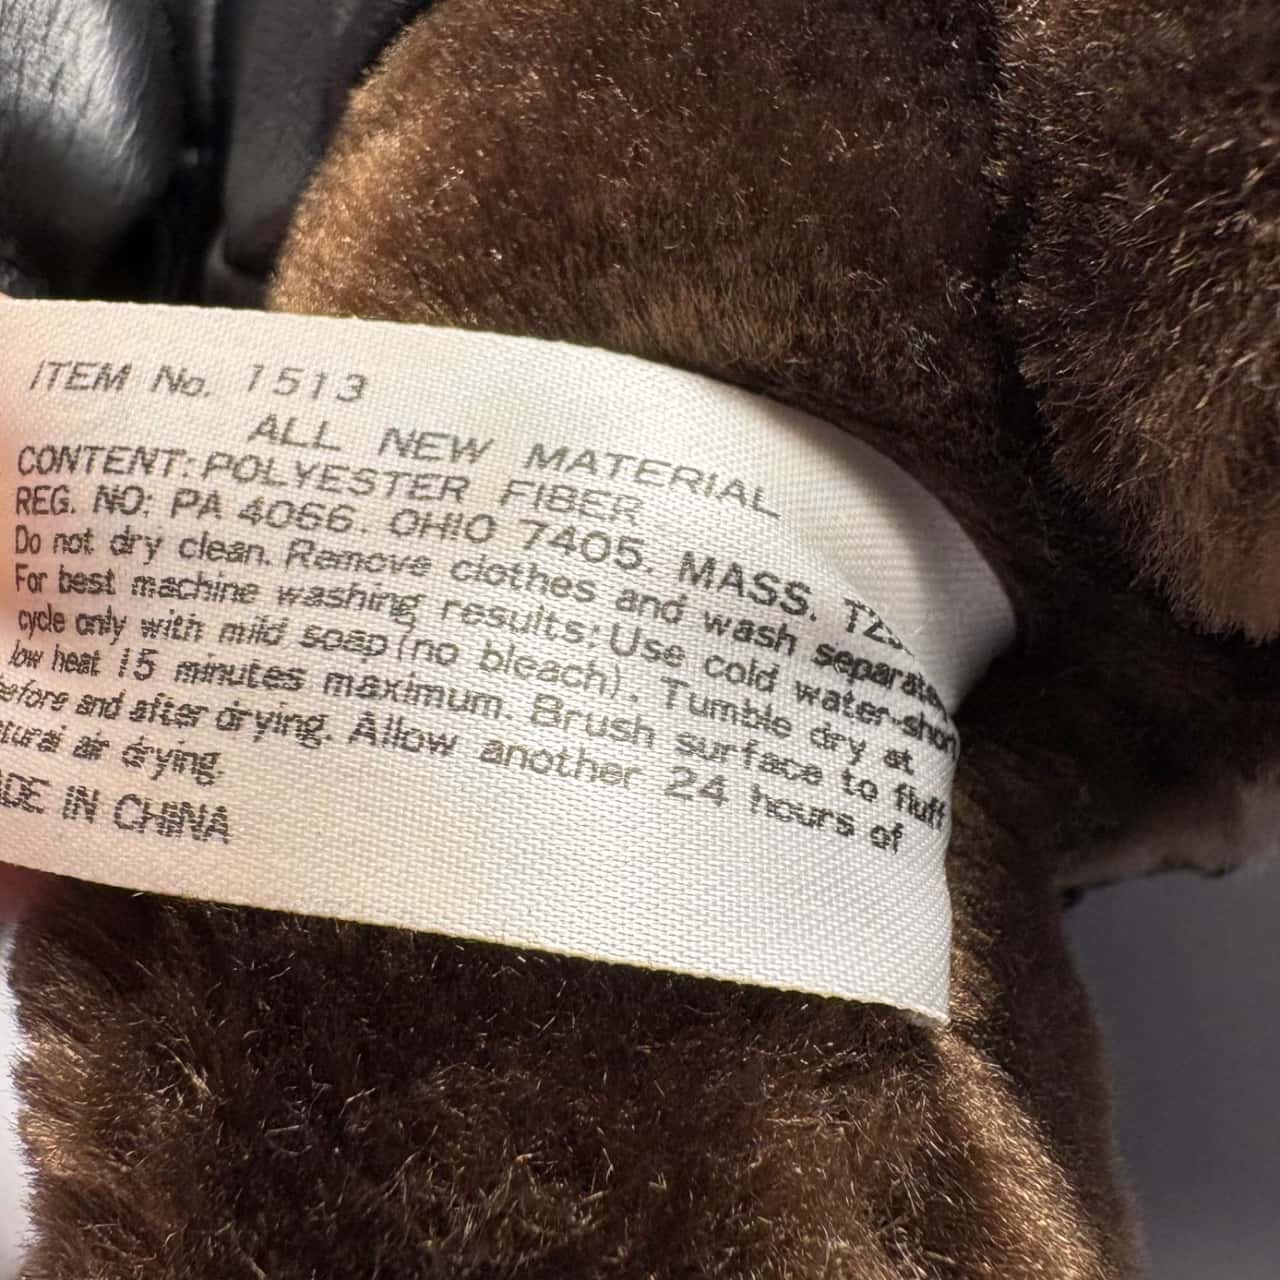 ITEM No. 1513
ALL NEW MATERIAL
CONTENT: POLYESTER FIBER
REG. NO: PA 4066. OHIO 7405. MASS.
Do not dry clean. Remove clothes and wash
For best machine washing results: Use cold
cycle only with mild soap (no bleach). Tumble dry at
low heat 15 minutes maximum. Brush surface to fluff
before and after drying. Allow another 24 hours of
air drying.
IN CHINA